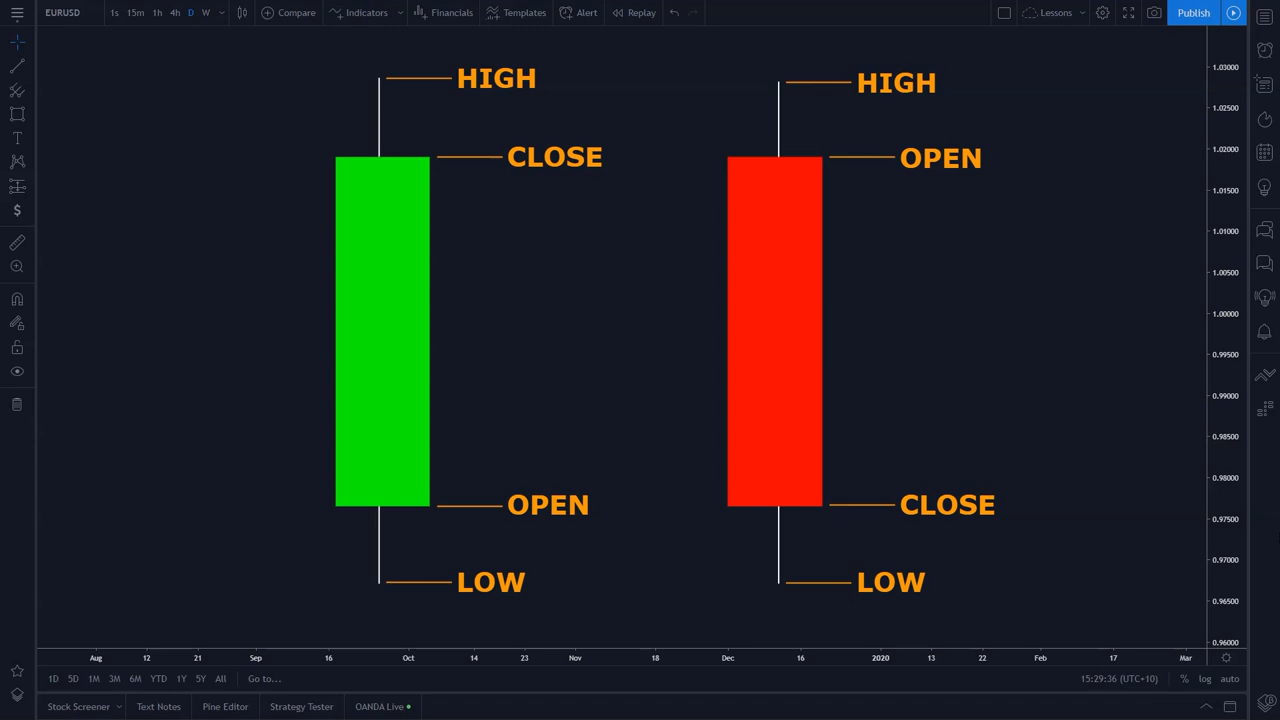 EURUSD 1s 15m 1h 4h D W Compare Indicators Financials Templates Alert Replay Lessons Publish
HIGH HIGH
CLOSE OPEN
OPEN CLOSE
LOW LOW
1.03000
1.02500
1.02000
1.01500
1.01000
1.00500
1.00000
0.99500
0.99000
0.98500
0.98000
0.97500
0.97000
0.96500
0.96000
Aug 12 21 Sep 16 Oct 14 23 Nov 18 Dec 16 2020 13 22 Feb 17 Mar
1D 5D 1M 3M 6M YTD 1Y 5Y All Go to... 15:29:36 (UTC+10) % log auto
Stock Screener Text Notes Pine Editor Strategy Tester OANDA Live